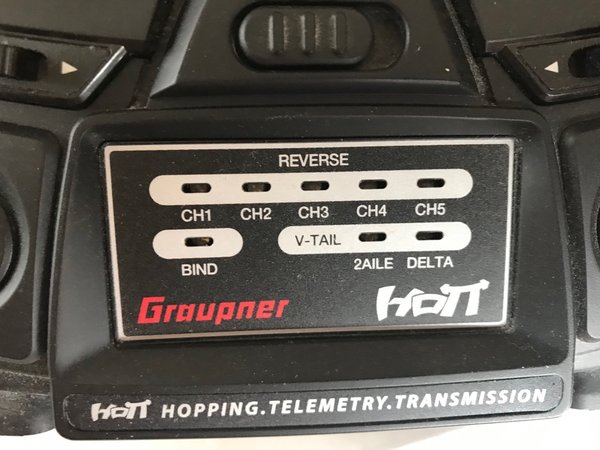 REVERSE
CH1 CH2 CH3 CH4 CH5
V-TAIL
BIND 2AILE DELTA
Graupner HoTT
HoTT HOPPING.TELEMETRY.TRANSMISSION